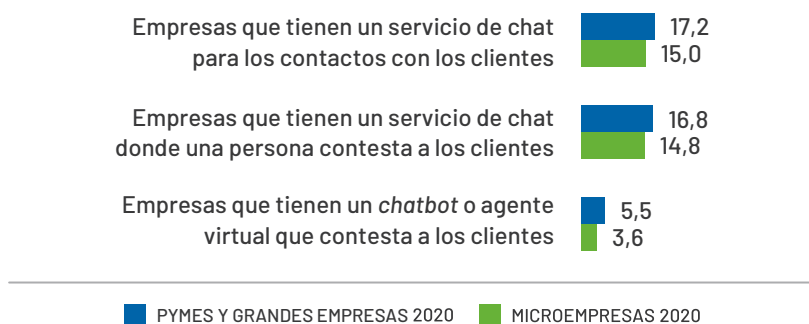 Empresas que tienen un servicio de chat
para los contactos con los clientes
17,2
15,0
Empresas que tienen un servicio de chat
donde una persona contesta a los clientes
16,8
14,8
Empresas que tienen un chatbot o agente
virtual que contesta a los clientes
5,5
3,6
PYMES Y GRANDES EMPRESAS 2020 MICROEMPRESAS 2020